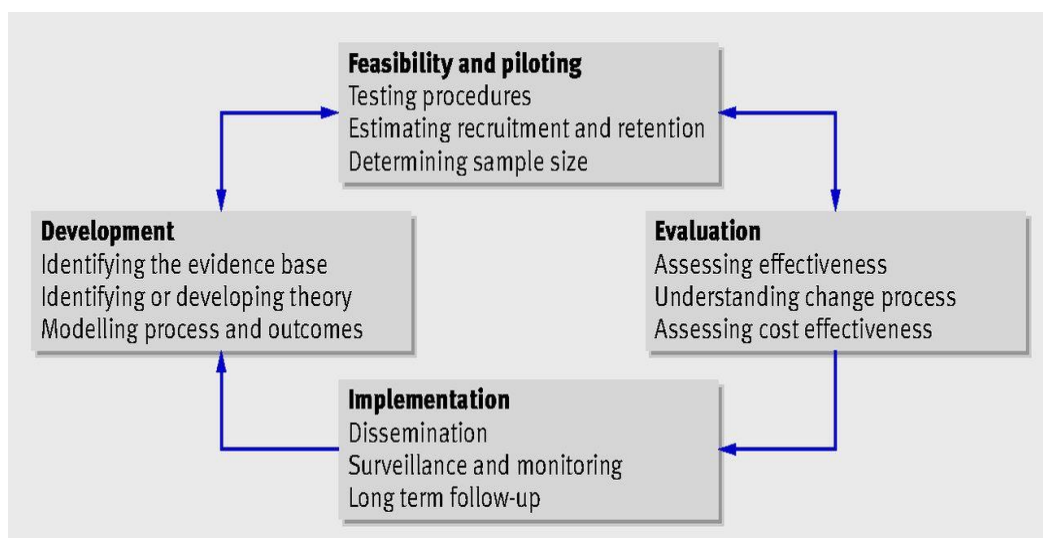 Feasibility and piloting
Testing procedures
Estimating recruitment and retention
Determining sample size
Development
Identifying the evidence base
Identifying or developing theory
Modelling process and outcomes
Evaluation
Assessing effectiveness
Understanding change process
Assessing cost effectiveness
Implementation
Dissemination
Surveillance and monitoring
Long term follow-up